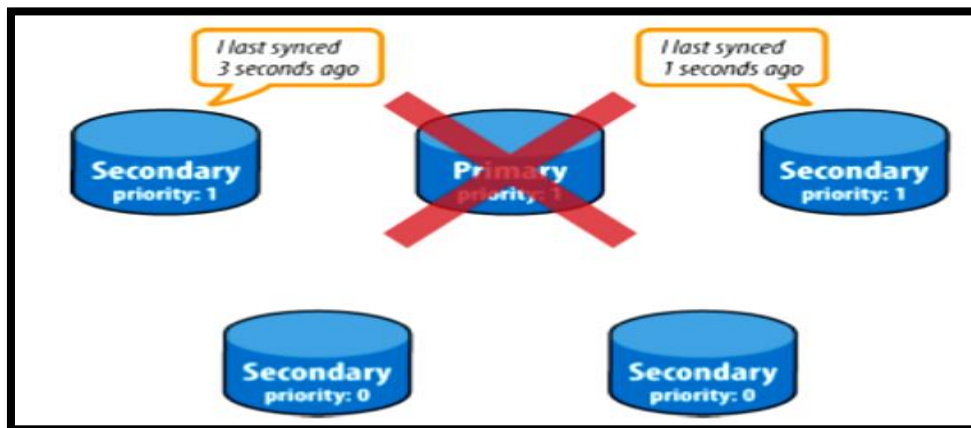 I last synced
3 seconds ago
I last synced
1 seconds ago
Secondary
priority: 1
Primary
priority: 1
Secondary
priority: 1
Secondary
priority: 0
Secondary
priority: 0